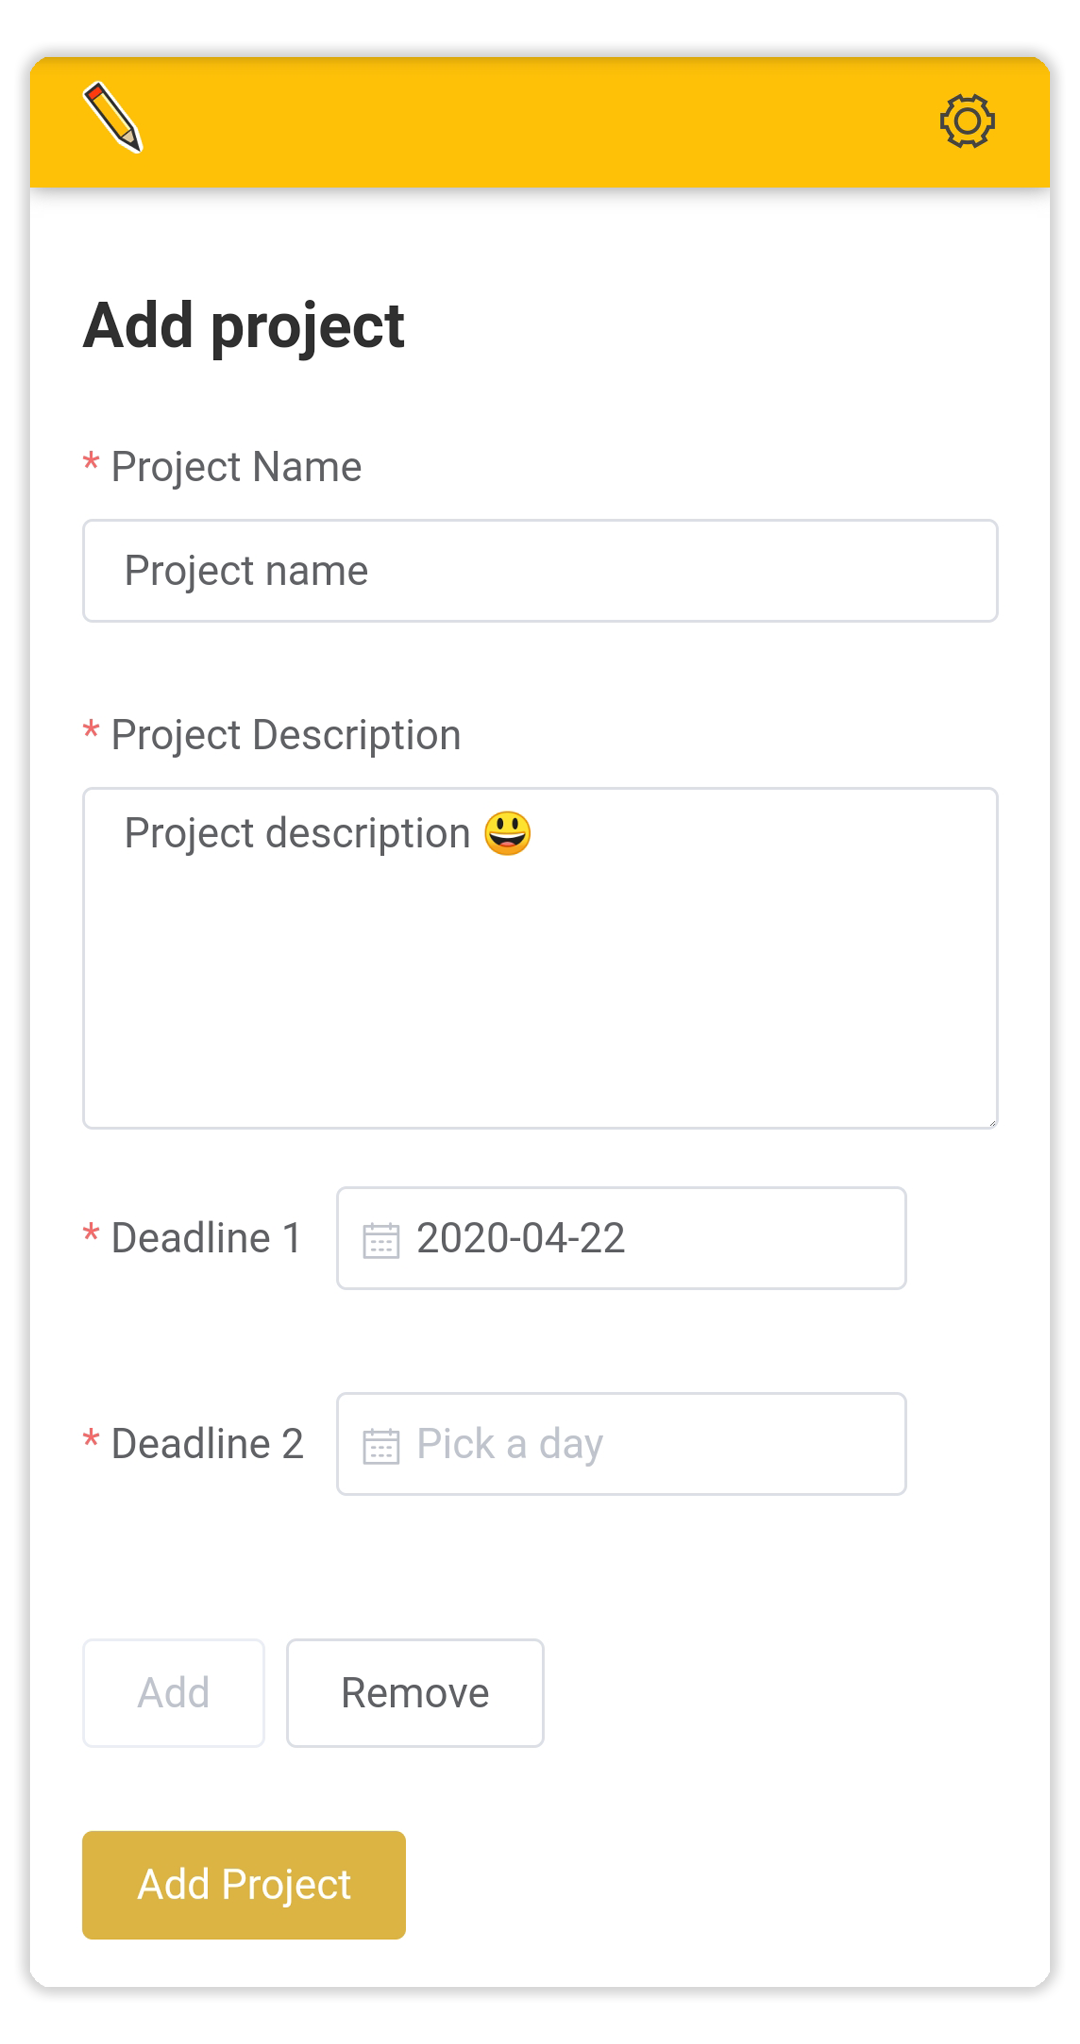 Add project
* Project Name
Project name
* Project Description
Project description 😃
* Deadline 1 2020-04-22
* Deadline 2 Pick a day
Add Remove
Add Project